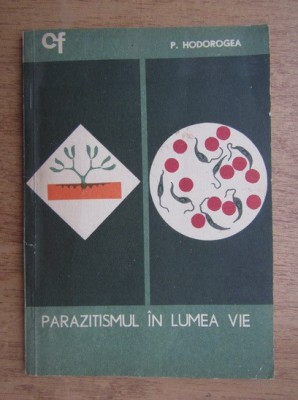 cf
P. HODOROGEA
PARAZITISMUL ÎN LUMEA VIE